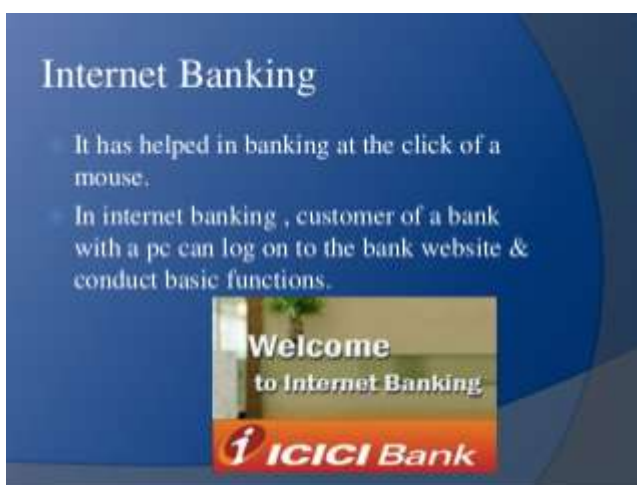 Internet Banking
It has helped in banking at the click of a
mouse.
In internet banking , customer of a bank
with a pc can log on to the bank website &
conduct basic functions.
Welcome
to Internet Banking
ICICI Bank